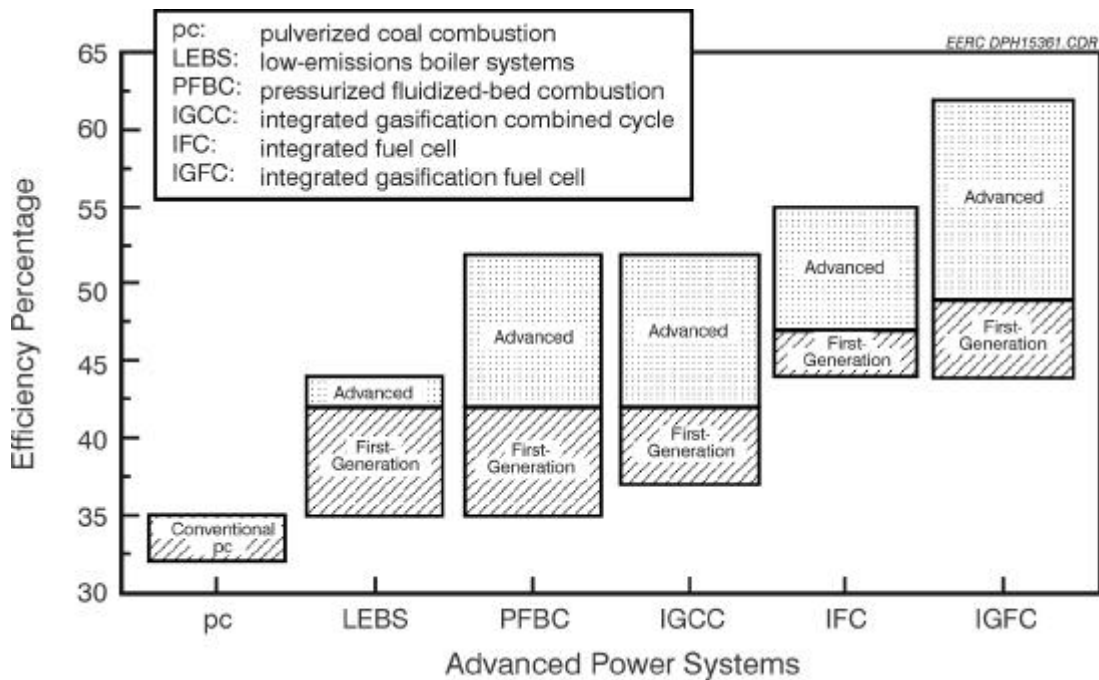 pc: pulverized coal combustion
LEBS: low-emissions boiler systems
PFBC: pressurized fluidized-bed combustion
IGCC: integrated gasification combined cycle
IFC: integrated fuel cell
IGFC: integrated gasification fuel cell
EERC DPH15361.CDR
Efficiency Percentage
65
60
55
50
45
40
35
30
Conventional
pc
Advanced
First-
Generation
Advanced
First-
Generation
Advanced
First-
Generation
Advanced
First-
Generation
Advanced
First-
Generation
pc LEBS PFBC IGCC IFC IGFC
Advanced Power Systems